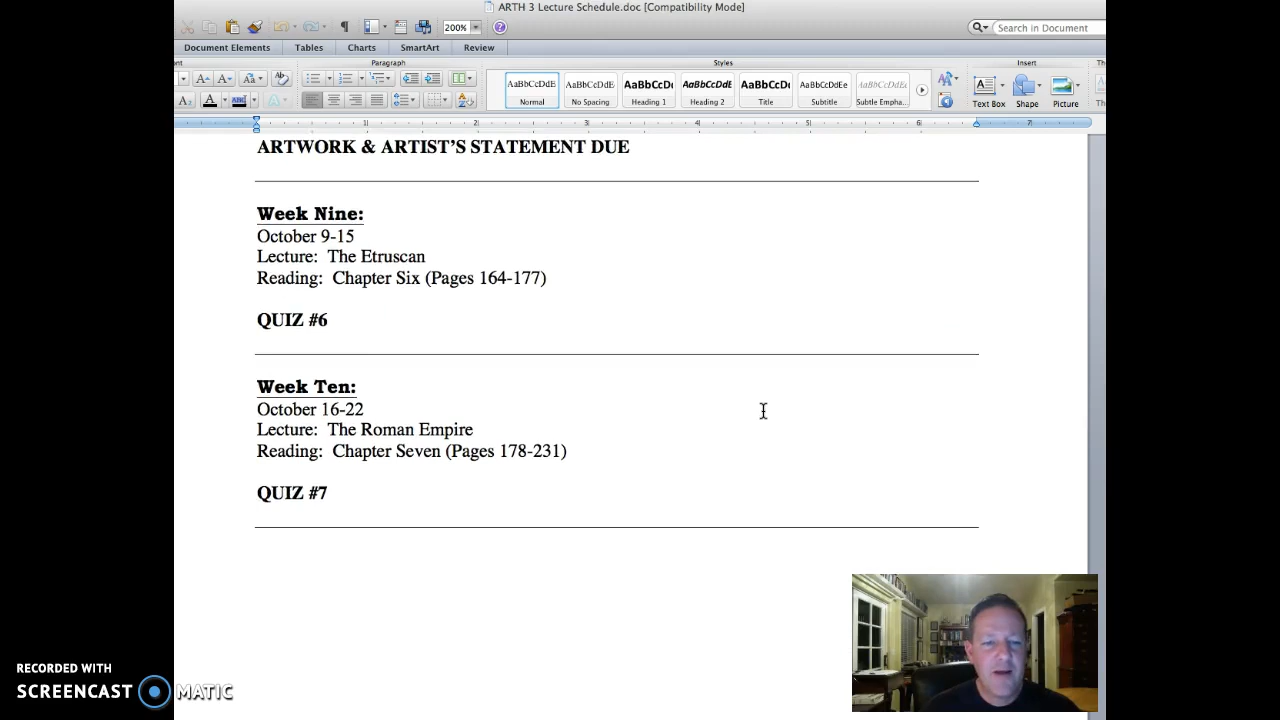 ARTH 3 Lecture Schedule.doc [Compatibility Mode]
200%
Search in Document
Document Elements
Tables
Charts
SmartArt
Review
Paragraph
Styles
Insert
AaBbCcDdE
Normal
AaBbCcDdE
No Spacing
AaBbCcDd
Heading 1
AaBbCcDdE
Heading 2
AaBbCcD
Title
AaBbCcDdEe
Subtitle
AaBbCcDdEe
Subtle Empha...
Text Box
Shape
Picture
ARTWORK & ARTIST'S STATEMENT DUE
Week Nine:
October 9-15
Lecture: The Etruscan
Reading: Chapter Six (Pages 164-177)
QUIZ #6
Week Ten:
October 16-22
Lecture: The Roman Empire
Reading: Chapter Seven (Pages 178-231)
QUIZ #7
RECORDED WITH
SCREENCAST MATIC